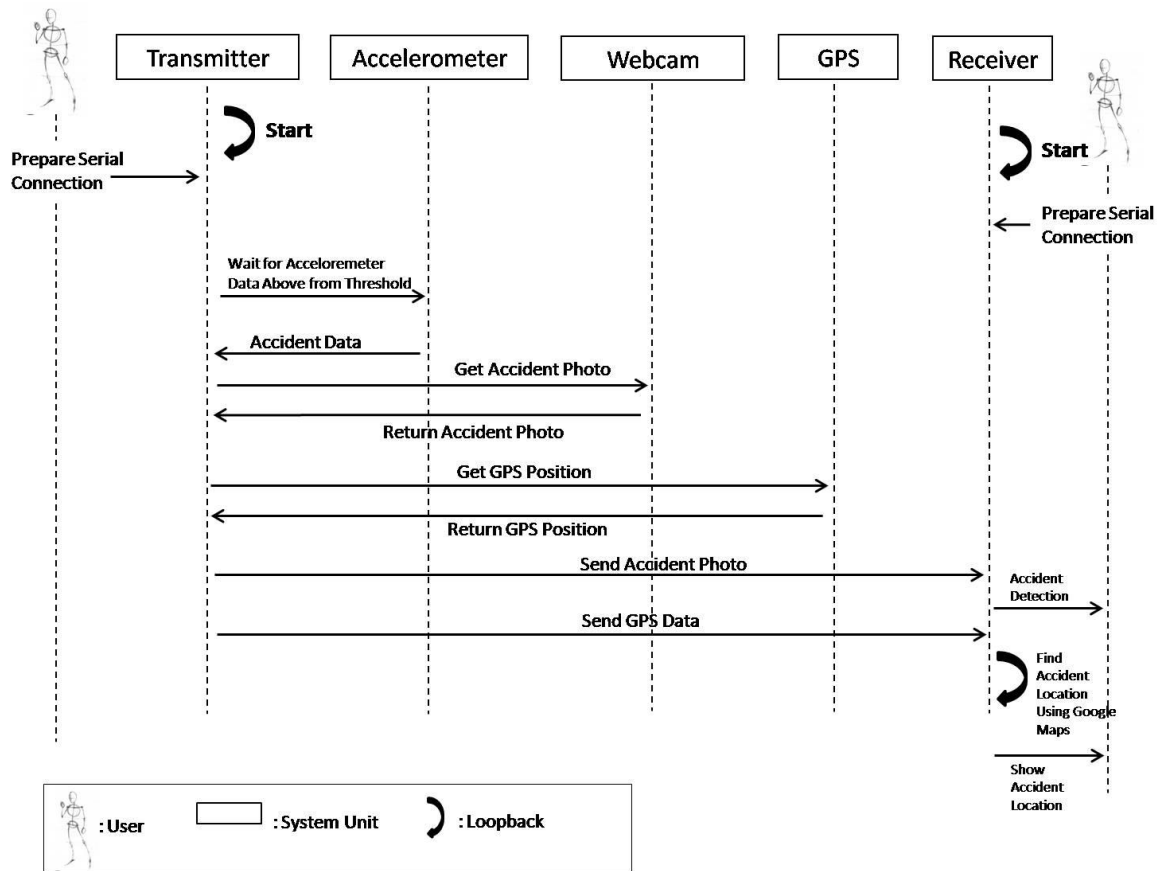 Transmitter
Accelerometer
Webcam
GPS
Receiver
Start
Start
Prepare Serial
Connection
Prepare Serial
Connection
Wait for Acceloremeter
Data Above from Threshold
Accident Data
Get Accident Photo
Return Accident Photo
Get GPS Position
Return GPS Position
Send Accident Photo
Accident
Detection
Send GPS Data
Find
Accident
Location
Using Google
Maps
Show
Accident
Location
: User
: System Unit
: Loopback